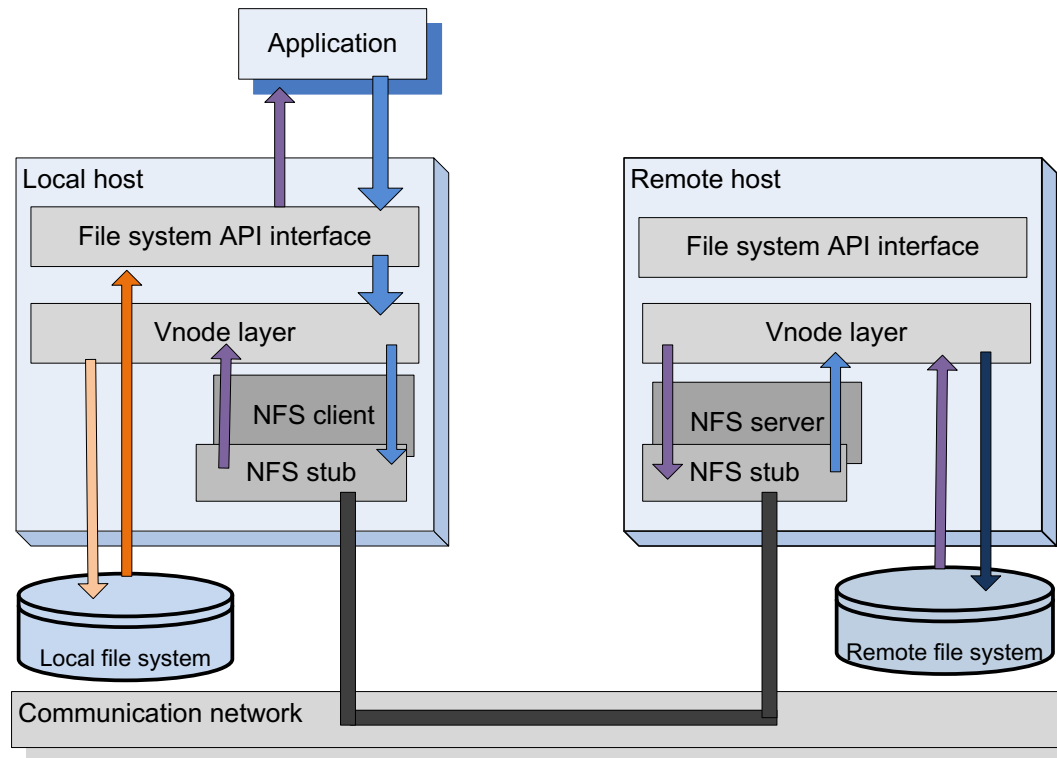 Application
Local host
File system API interface
Vnode layer
NFS client
NFS stub
Local file system
Remote host
File system API interface
Vnode layer
NFS server
NFS stub
Remote file system
Communication network